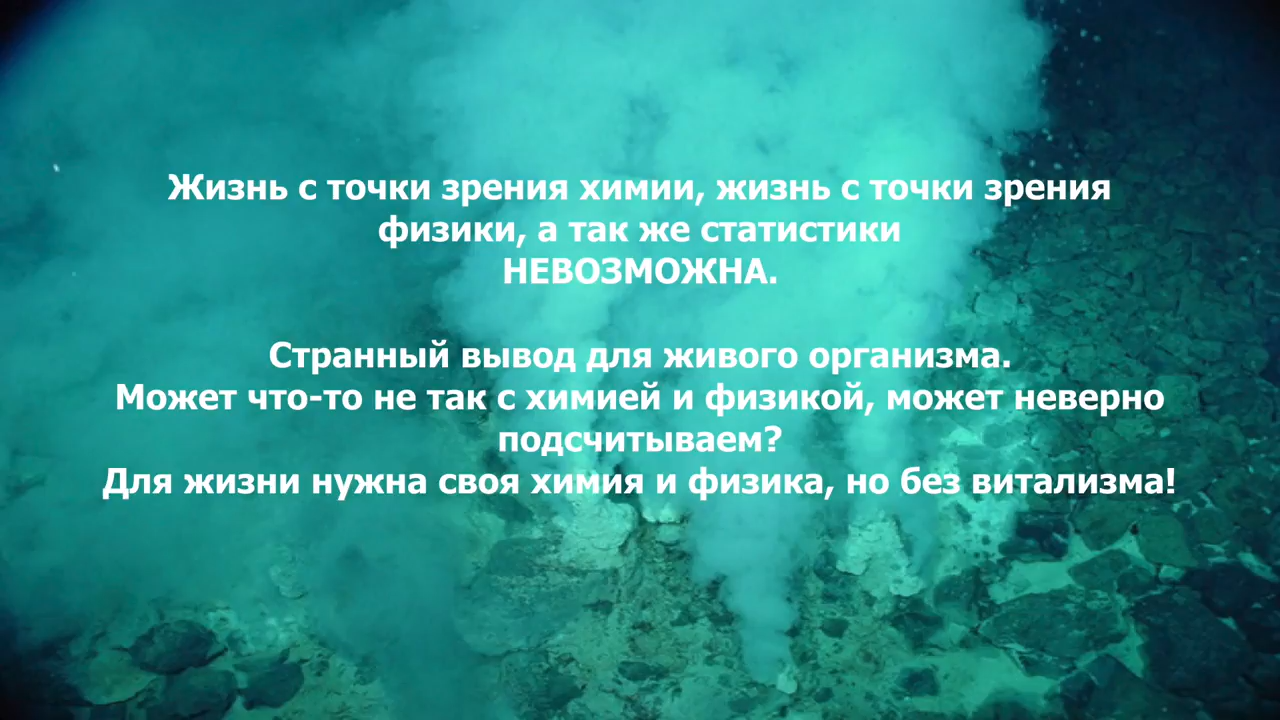 Жизнь с точки зрения химии, жизнь с точки зрения
физики, а так же статистики
НЕВОЗМОЖНА.
Странный вывод для живого организма.
Может что-то не так с химией и физикой, может неверно
подсчитываем?
Для жизни нужна своя химия и физика, но без витализма!